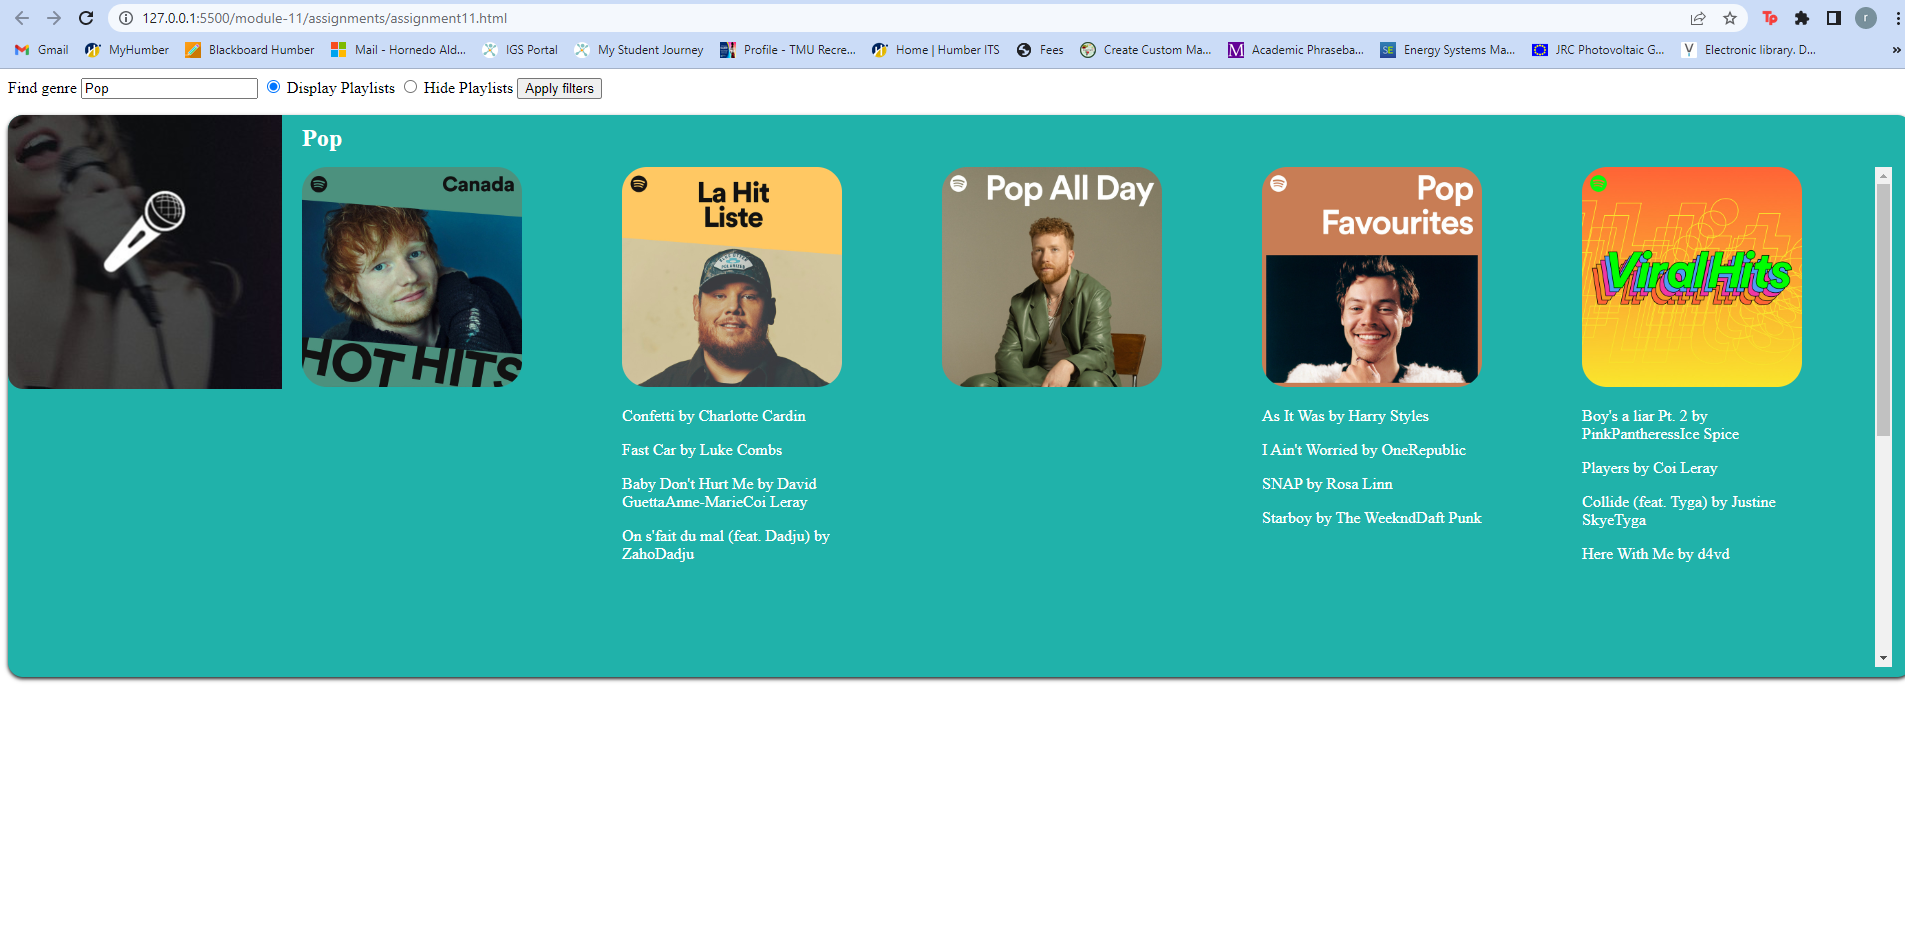 127.0.0.1:5500/module-11/assignments/assignment11.html
Tp
r
Gmail MyHumber Blackboard Humber Mail - Hornedo Ald... IGS Portal My Student Journey Profile - TMU Recre... Home | Humber ITS Fees Create Custom Ma... M Academic Phraseba... SE Energy Systems Ma... JRC Photovoltaic G... V Electronic library. D... »
Find genre Pop Display Playlists Hide Playlists Apply filters
Pop
Canada
HOT HITS
La Hit
Liste
Pop All Day
Pop
Favourites
Viral Hits
Confetti by Charlotte Cardin
Fast Car by Luke Combs
Baby Don't Hurt Me by David
GuettaAnne-MarieCoi Leray
On s'fait du mal (feat. Dadju) by
ZahoDadju
As It Was by Harry Styles
I Ain't Worried by OneRepublic
SNAP by Rosa Linn
Starboy by The WeekndDaft Punk
Boy's a liar Pt. 2 by
PinkPantheressIce Spice
Players by Coi Leray
Collide (feat. Tyga) by Justine
SkyeTyga
Here With Me by d4vd